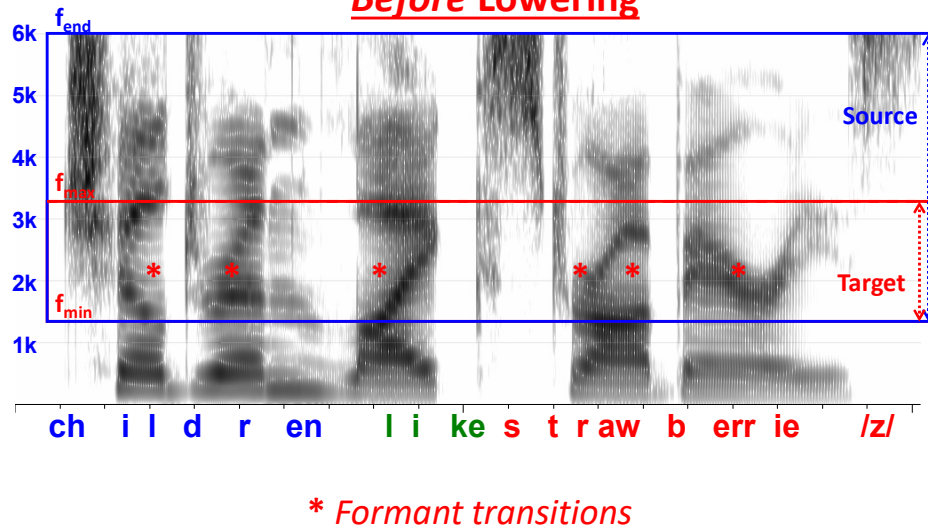 Before Lowering
f_end
6k
5k
Source
4k
f_max
3k
* * * * * *
2k
Target
f_min
1k
ch i l d r en l i ke s t r aw b err ie /z/
* Formant transitions